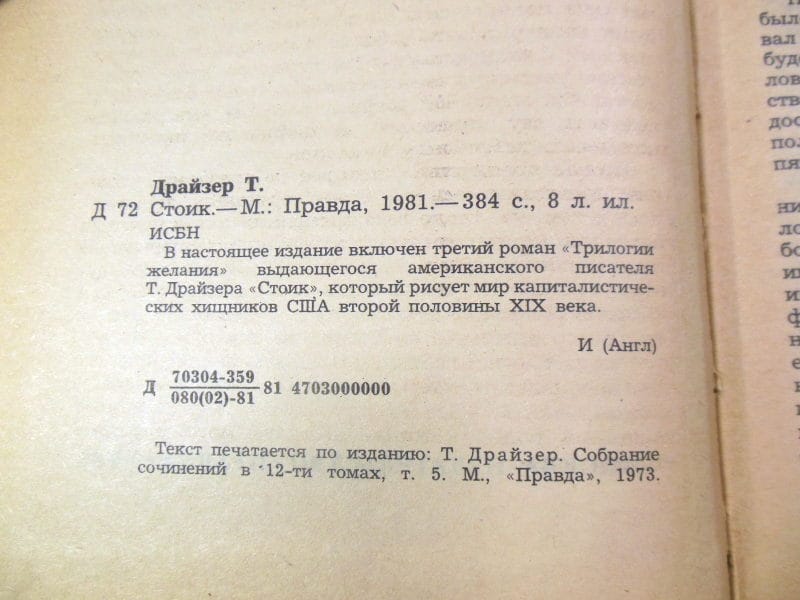 Драйзер Т.
Д 72 Стоик.— М.: Правда, 1981.— 384 с., 8 л. ил.
ИСБН
В настоящее издание включен третий роман «Трилогии
желания» выдающегося американского писателя
Т. Драйзера «Стоик», который рисует мир капиталистиче-
ских хищников США второй половины XIX века.
И (Англ)
Д 70304-359
080(02)-81 81 4703000000
Текст печатается по изданию: Т. Драйзер. Собрание
сочинений в 12-ти томах, т. 5. М., «Правда», 1973.